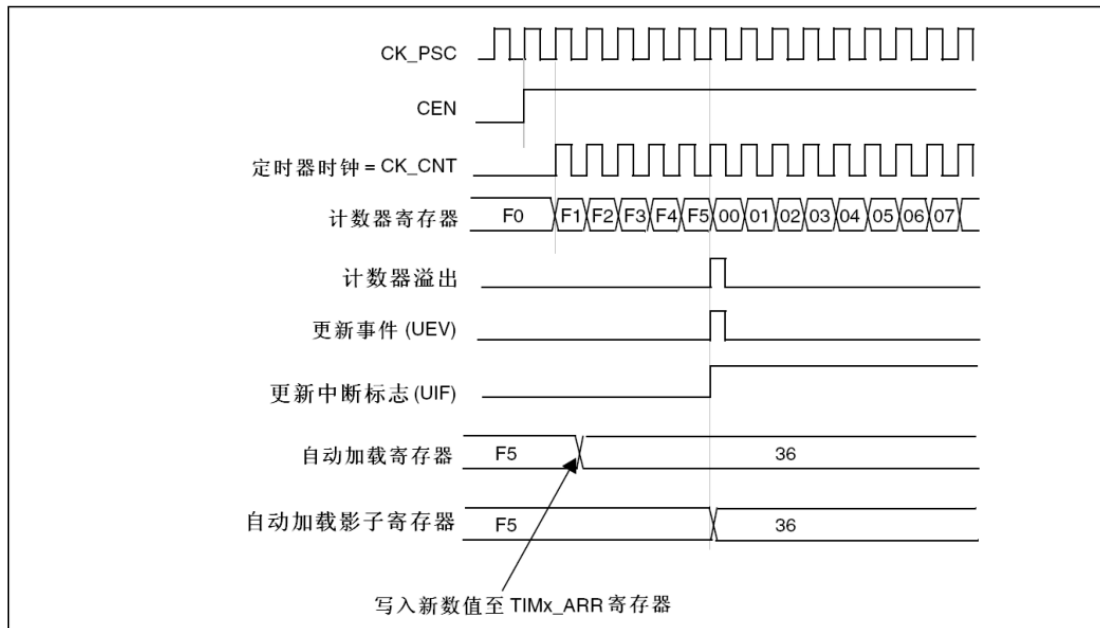 CK_PSC
CEN
定时器时钟 = CK_CNT
计数器寄存器 F0 F1 F2 F3 F4 F5 00 01 02 03 04 05 06 07
计数器溢出
更新事件 (UEV)
更新中断标志 (UIF)
自动加载寄存器 F5 36
自动加载影子寄存器 F5 36
写入新数值至 TIMx_ARR 寄存器